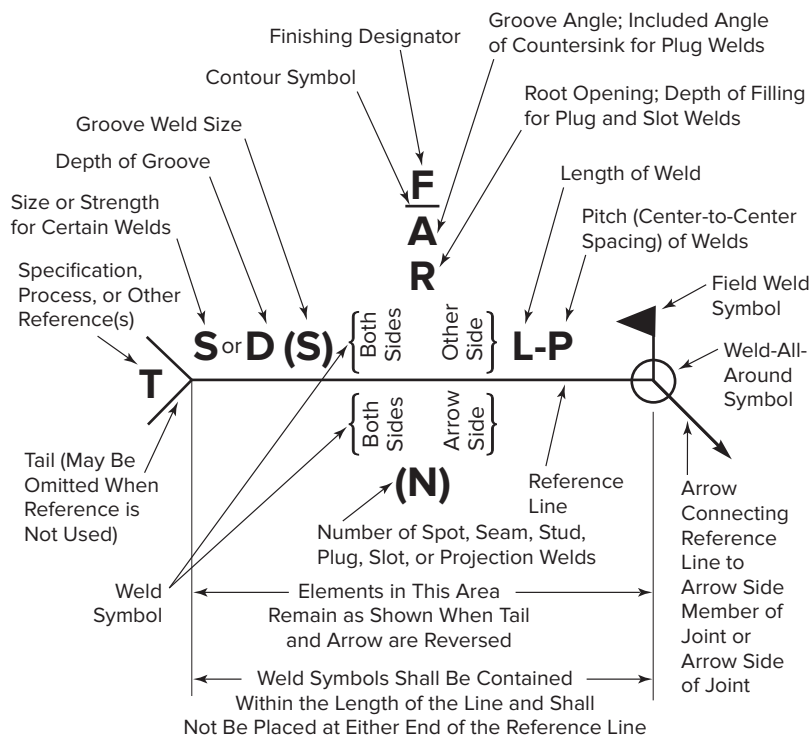 Finishing Designator
Groove Angle; Included Angle
of Countersink for Plug Welds
Contour Symbol
Root Opening; Depth of Filling
for Plug and Slot Welds
Groove Weld Size
Depth of Groove
Length of Weld
Size or Strength
for Certain Welds
Pitch (Center-to-Center
Spacing) of Welds
Specification,
Process, or Other
Reference(s)
F
A
R
Field Weld
Symbol
Weld-All-
Around
Symbol
T
S or D (S)
Both
Sides
Other
Side
L-P
Both
Sides
Arrow
Side
(N)
Tail (May Be
Omitted When
Reference is
Not Used)
Reference
Line
Number of Spot, Seam, Stud,
Plug, Slot, or Projection Welds
Arrow
Connecting
Reference
Line to
Arrow Side
Member of
Joint or
Arrow Side
of Joint
Weld
Symbol
Elements in This Area
Remain as Shown When Tail
and Arrow are Reversed
Weld Symbols Shall Be Contained
Within the Length of the Line and Shall
Not Be Placed at Either End of the Reference Line